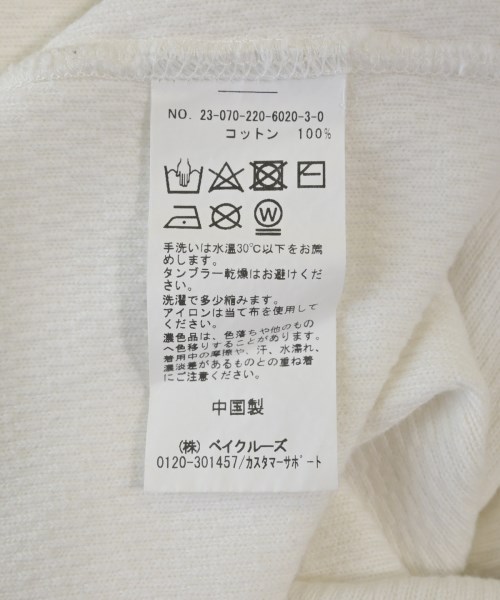 NO. 23-070-220-6020-3-0
コットン 100%
手洗いは水温30℃以下をお薦
めします。
タンブラー乾燥はお避けくだ
さい。
洗濯で多少縮みます。
アイロンは当て布を使用して
ください。
濃色品は、色落ちや他のもの
へ色移りすることがあります。
着用中の摩擦や、汗、水濡れ、
濃淡差があるものとの重ね着
にご注意ください。
中国製
(株) ベイクルーズ
0120-301457/カスタマーサポート